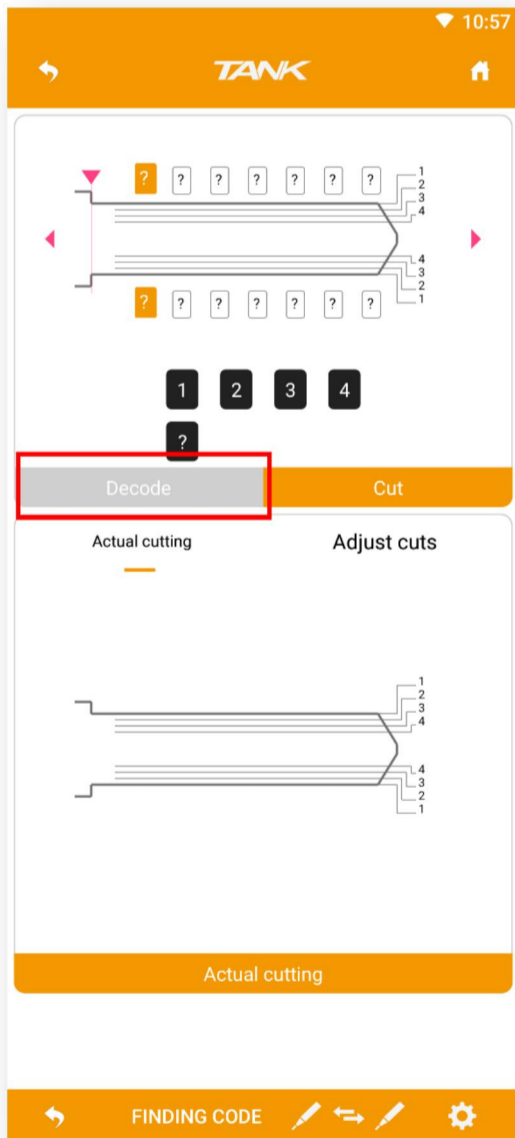 10:57
TANK
? ? ? ? ? ? ?
1
2
3
4
4
3
2
1
? ? ? ? ? ? ?
1 2 3 4
?
Decode Cut
Actual cutting Adjust cuts
1
2
3
4
4
3
2
1
Actual cutting
FINDING CODE